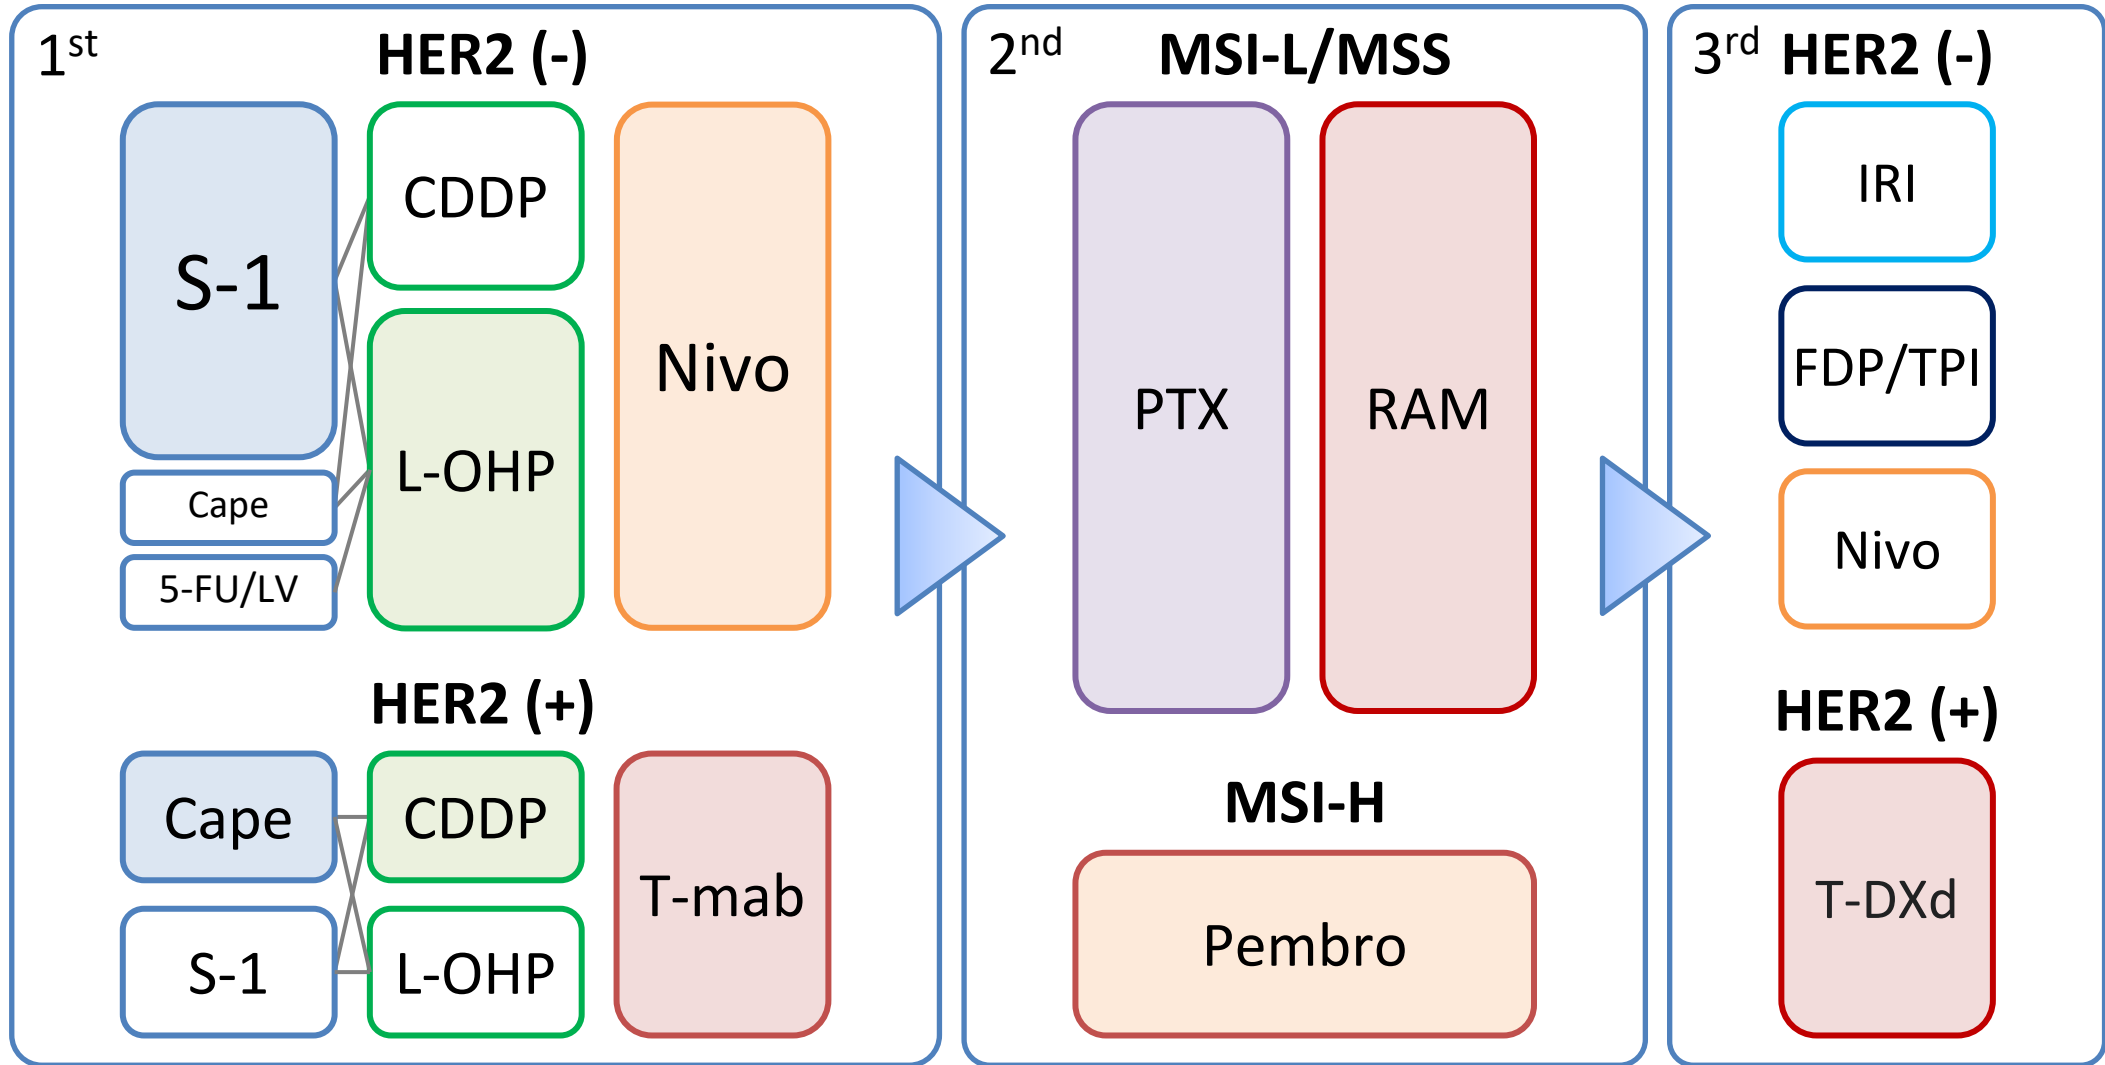 1st
HER2 (-)
S-1
CDDP
Nivo
L-OHP
Cape
5-FU/LV
HER2 (+)
Cape
CDDP
T-mab
S-1
L-OHP
2nd
MSI-L/MSS
PTX
RAM
MSI-H
Pembro
3rd
HER2 (-)
IRI
FDP/TPI
Nivo
HER2 (+)
T-DXd